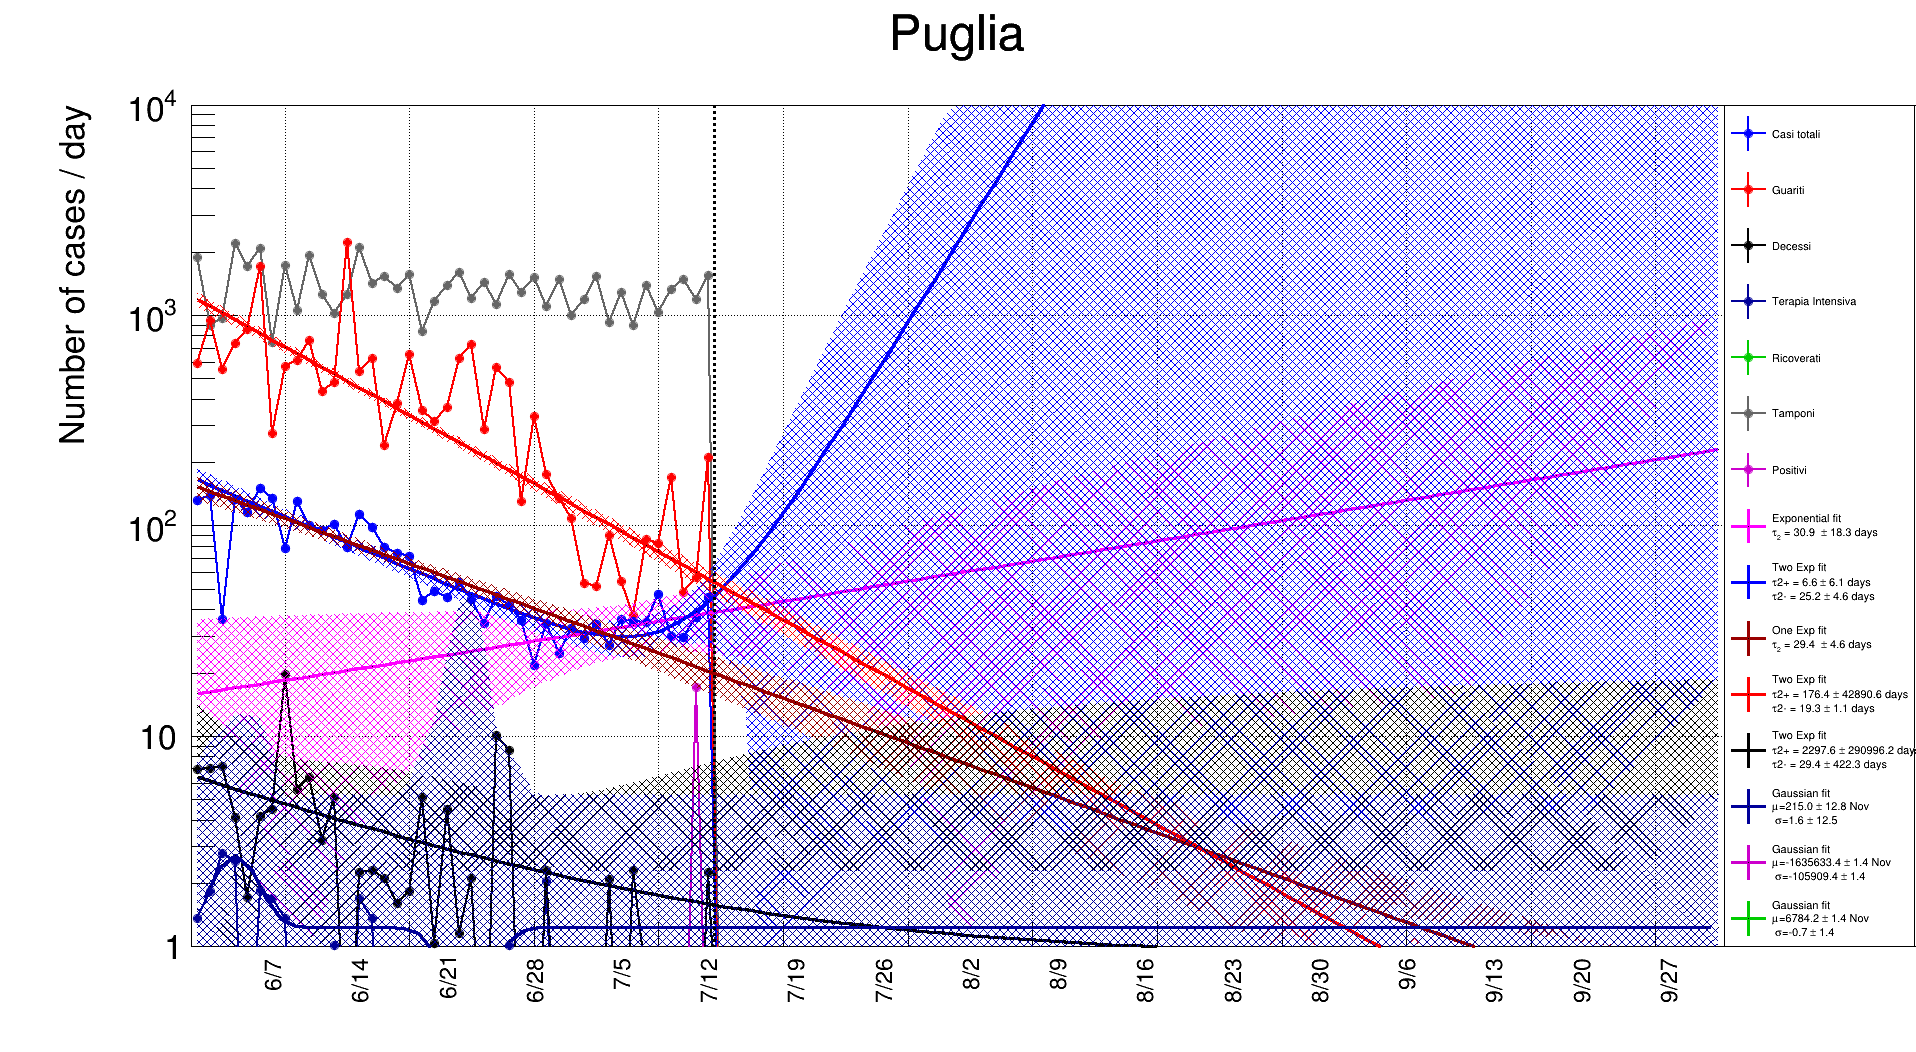 Puglia
Number of cases / day
10⁴
10³
10²
10
1
6/7
6/14
6/21
6/28
7/5
7/12
7/19
7/26
8/2
8/9
8/16
8/23
8/30
9/6
9/13
9/20
9/27
Casi totali
Guariti
Decessi
Terapia Intensiva
Ricoverati
Tamponi
Positivi
Exponential fit
τ₂ = 30.9 ± 18.3 days
Two Exp fit
τ2+ = 6.6 ± 6.1 days
τ2- = 25.2 ± 4.6 days
One Exp fit
τ₂ = 29.4 ± 4.6 days
Two Exp fit
τ2+ = 176.4 ± 42890.6 days
τ2- = 19.3 ± 1.1 days
Two Exp fit
τ2+ = 2297.6 ± 290996.2 day
τ2- = 29.4 ± 422.3 days
Gaussian fit
μ=215.0 ± 12.8 Nov
σ=1.6 ± 12.5
Gaussian fit
μ=-1635633.4 ± 1.4 Nov
σ=-105909.4 ± 1.4
Gaussian fit
μ=6784.2 ± 1.4 Nov
σ=-0.7 ± 1.4